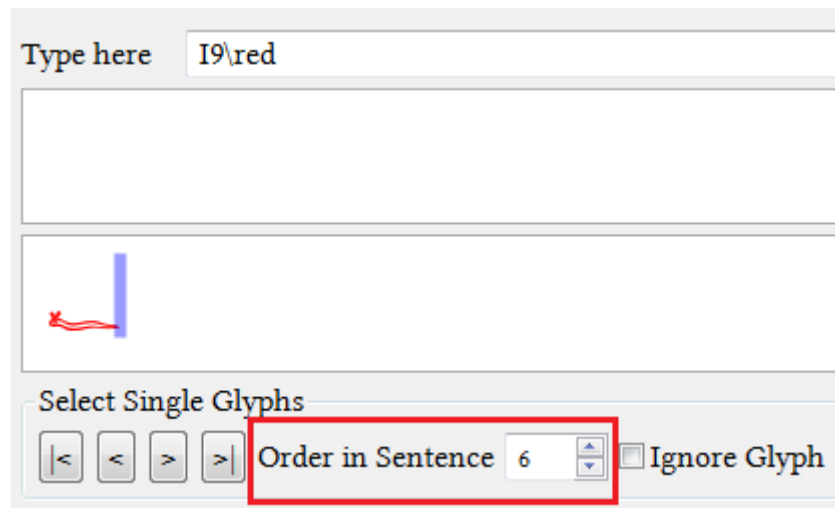 Type here I9\red
Select Single Glyphs
|< < > >| Order in Sentence 6 Ignore Glyph